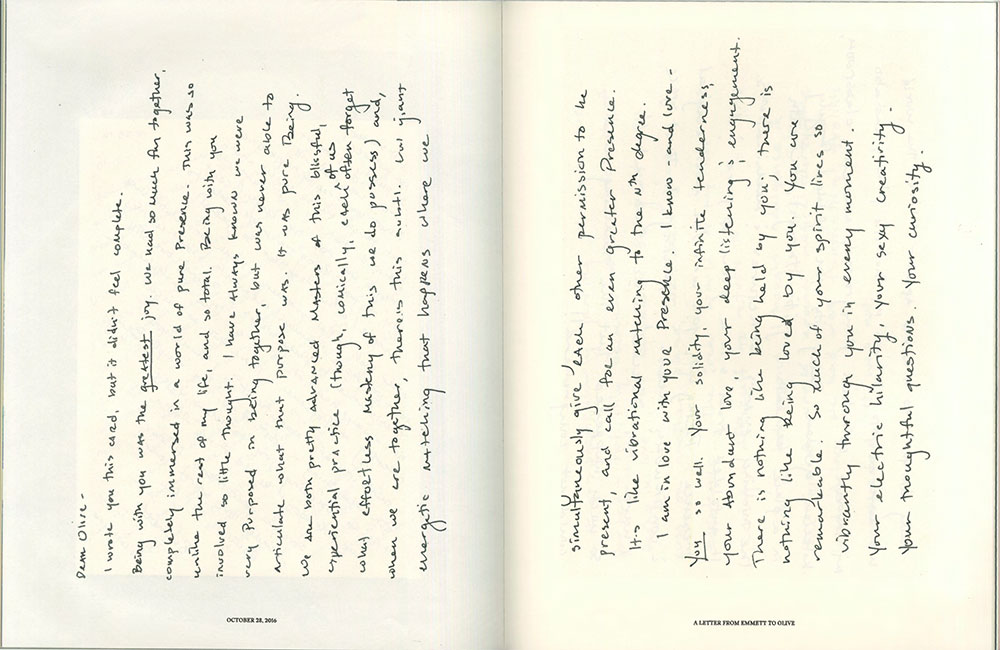 Dear Olive-
I wrote you this card, but it didn't feel complete.
Being with you was the greatest joy. We had so much fun together,
completely immersed in a world of pure Presence. This was so
unlike the rest of my life, and so total. Being with you
involved so little thought. I have always known we were
very Purposed in being together, but was never able to
articulate what that purpose was. It was pure Being.
We are both pretty advanced Masters of this blissful,
experiential practice (though, comically, each of us often forget
what effortless mastery of this we do possess) and,
when we are together, there is this subtle but giant
energetic matching that happens where we
OCTOBER 28, 2016
simultaneously give each other permission to be
present, and call for an even greater Presence.
It's like vibrational matching to the nth degree.
I am in love with your Presence. I know - and love -
you so well. Your solidity, your infinite tenderness,
your abundant love, your deep listening & engagement.
There is nothing like being held by you; there is
nothing like being loved by you. You are
remarkable. So much of your spirit lives so
vibrantly through you in every moment.
Your electric hilarity, your sexy creativity.
Your thoughtful questions. Your curiosity.
A LETTER FROM EMMETT TO OLIVE